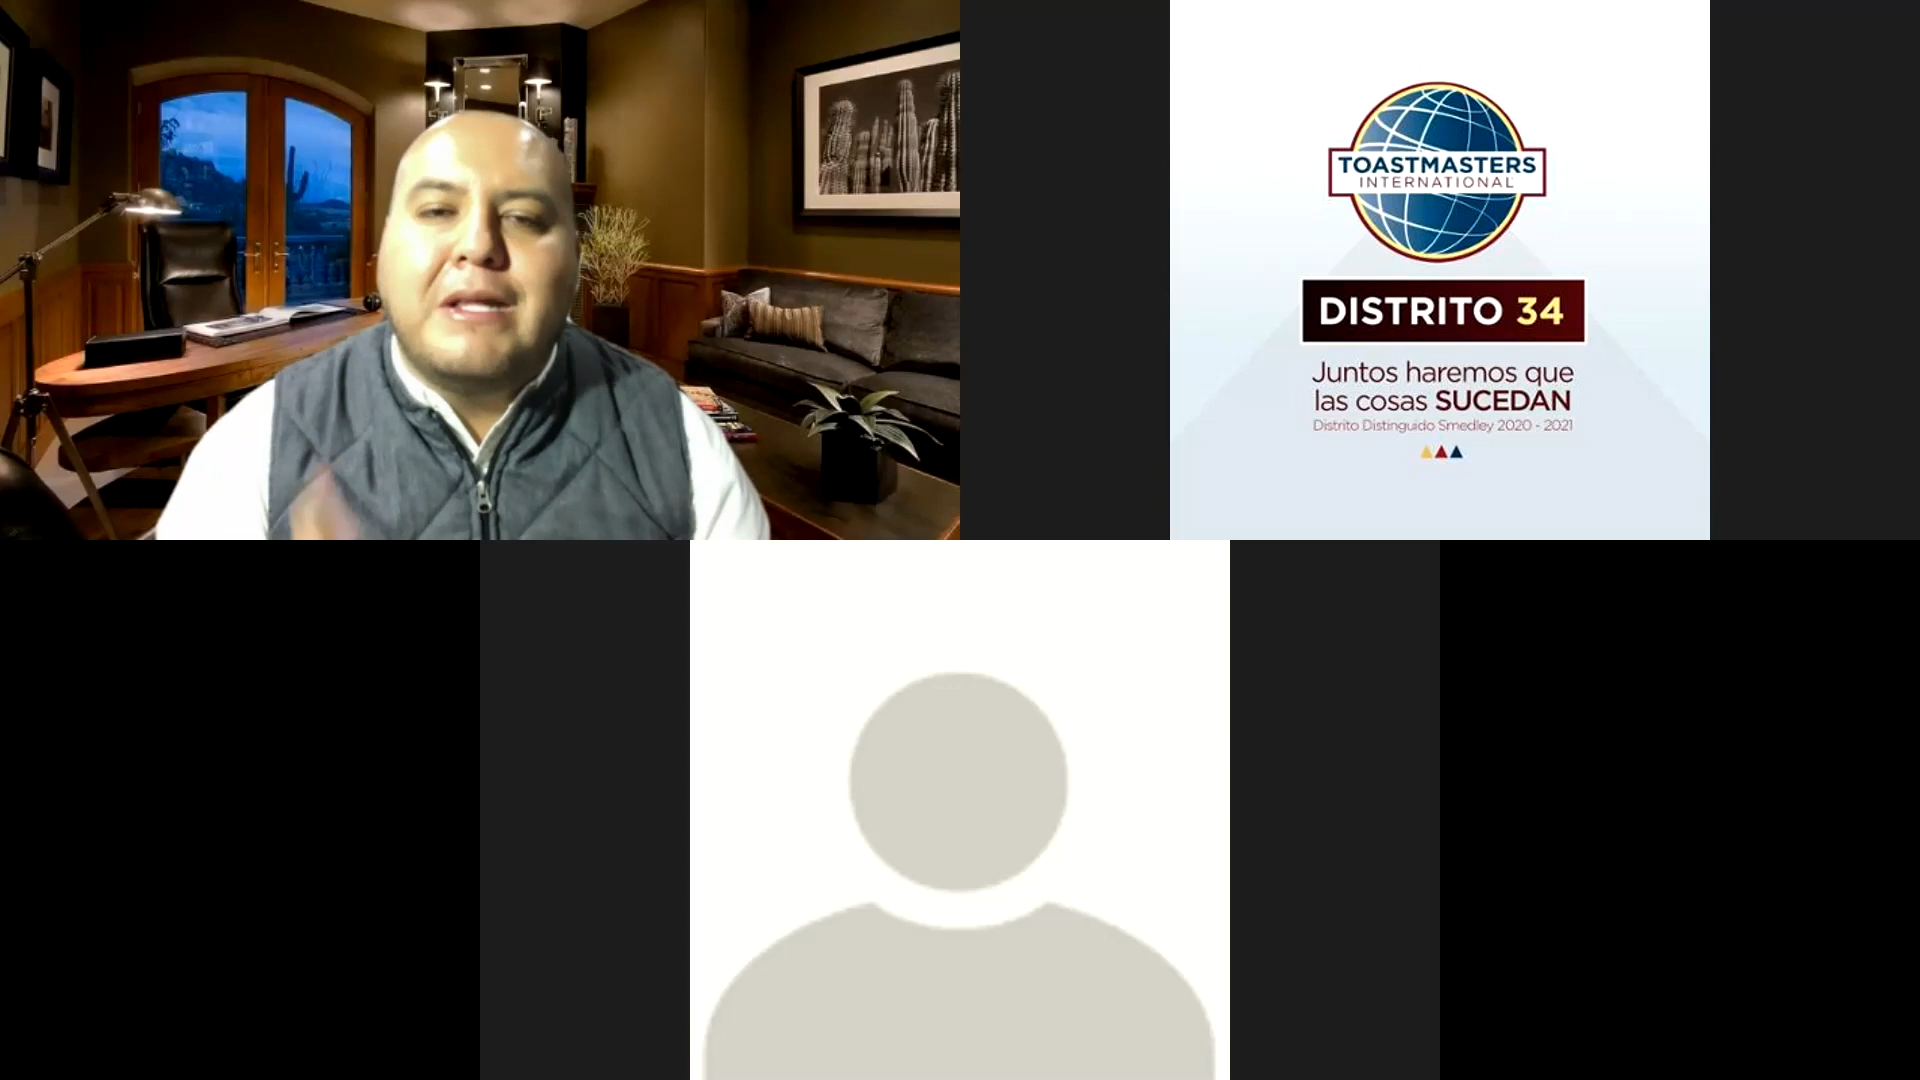 TOASTMASTERS
INTERNATIONAL
DISTRITO 34
Juntos haremos que
las cosas SUCEDAN
Distrito Distinguido Smedley 2020 - 2021